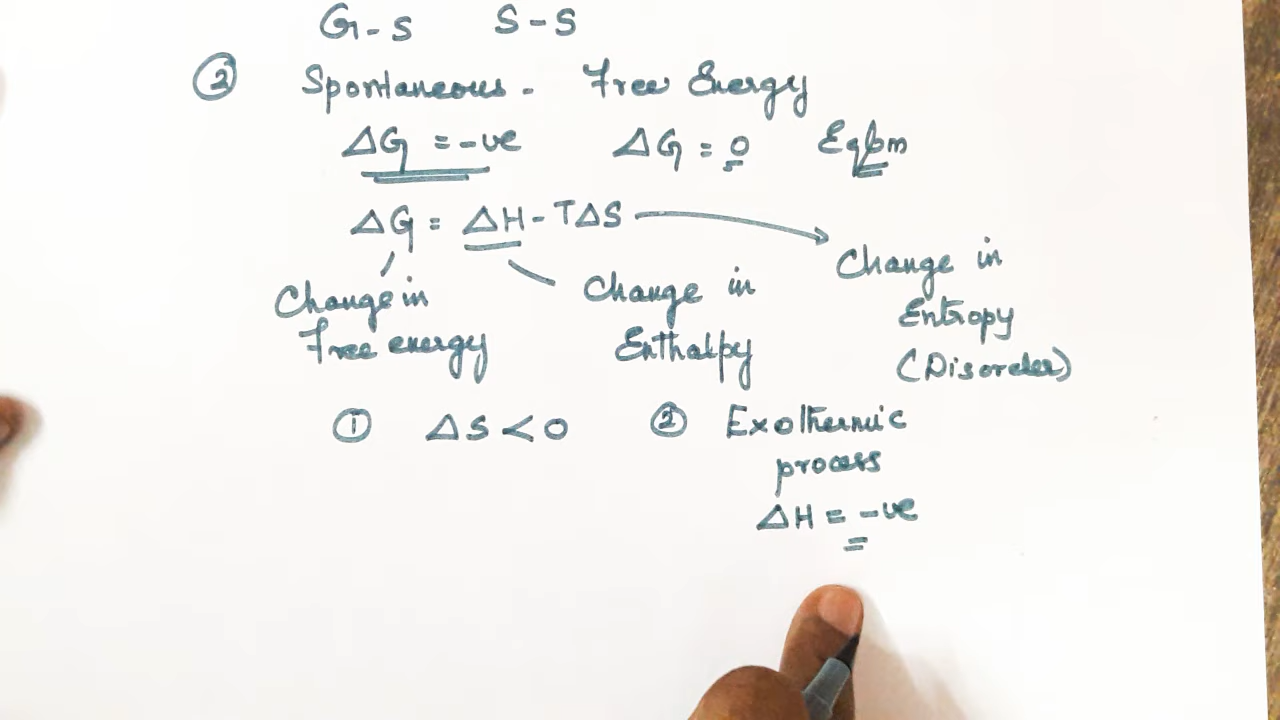 G-S S-S
② Spontaneous - Free Energy
ΔG = -ve ΔG = 0 Eqbm
ΔG = ΔH - TΔS
Change in Free energy
Change in Enthalpy
Change in Entropy (Disorder)
① ΔS < 0
② Exothermic
process
ΔH = -ve